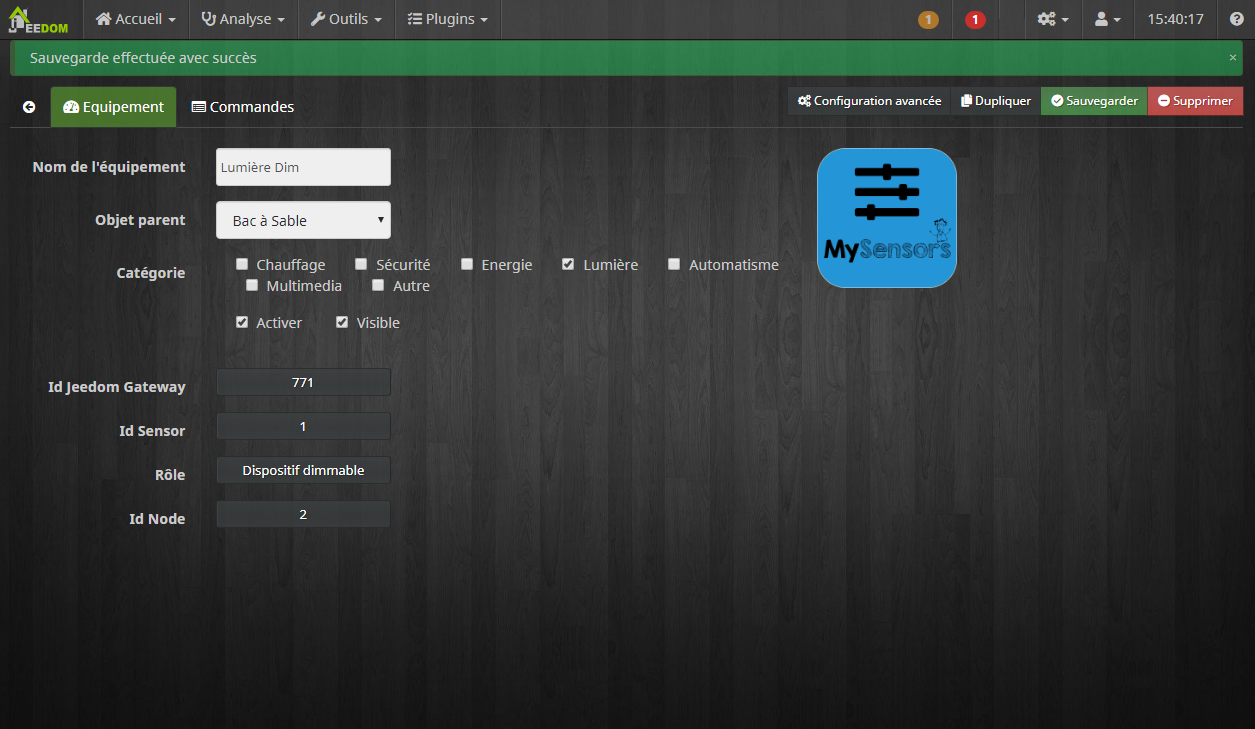 JEEDOM Accueil Analyse Outils Plugins 1 1 15:40:17
Sauvegarde effectuée avec succès ×
Equipement Commandes Configuration avancée Dupliquer Sauvegarder Supprimer
Nom de l'équipement Lumière Dim
Objet parent Bac à Sable
Catégorie Chauffage Sécurité Energie Lumière Automatisme
Multimedia Autre
Activer Visible
MySensors
Id Jeedom Gateway 771
Id Sensor 1
Rôle Dispositif dimmable
Id Node 2